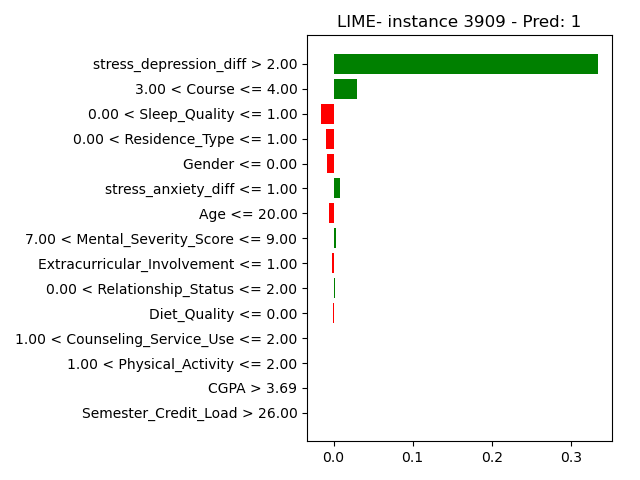 LIME- instance 3909 - Pred: 1
stress_depression_diff > 2.00
3.00 < Course <= 4.00
0.00 < Sleep_Quality <= 1.00
0.00 < Residence_Type <= 1.00
Gender <= 0.00
stress_anxiety_diff <= 1.00
Age <= 20.00
7.00 < Mental_Severity_Score <= 9.00
Extracurricular_Involvement <= 1.00
0.00 < Relationship_Status <= 2.00
Diet_Quality <= 0.00
1.00 < Counseling_Service_Use <= 2.00
1.00 < Physical_Activity <= 2.00
CGPA > 3.69
Semester_Credit_Load > 26.00
0.0 0.1 0.2 0.3